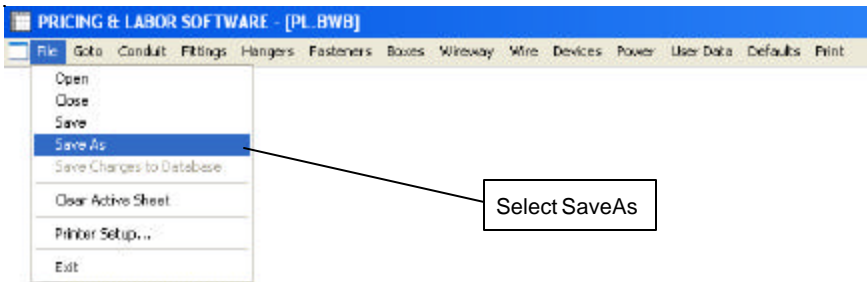 PRICING & LABOR SOFTWARE - [PL.BWB]
File Goto Conduit Fittings Hangers Fasteners Boxes Wireway Wire Devices Power User Data Defaults Print
Open
Close
Save
Save As
Save Changes to Database
Clear Active Sheet
Printer Setup...
Exit
Select SaveAs